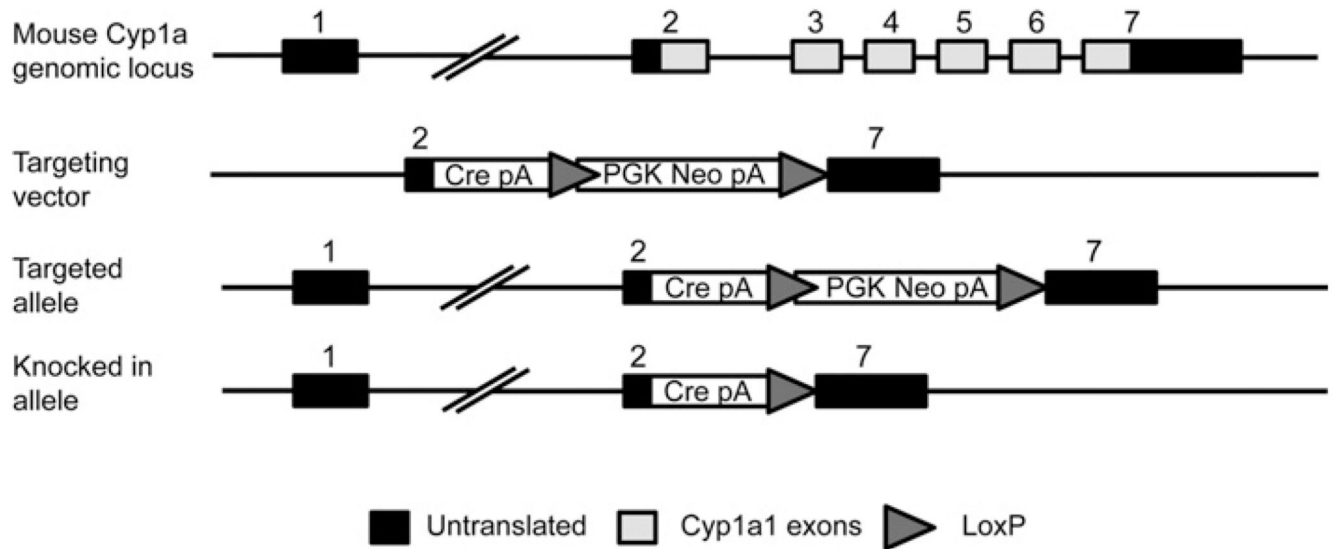 Mouse Cyp1a
genomic locus
1 2 3 4 5 6 7
Targeting
vector
2 7
Cre pA PGK Neo pA
Targeted
allele
1 2 7
Cre pA PGK Neo pA
Knocked in
allele
1 2 7
Cre pA
Untranslated Cyp1a1 exons LoxP